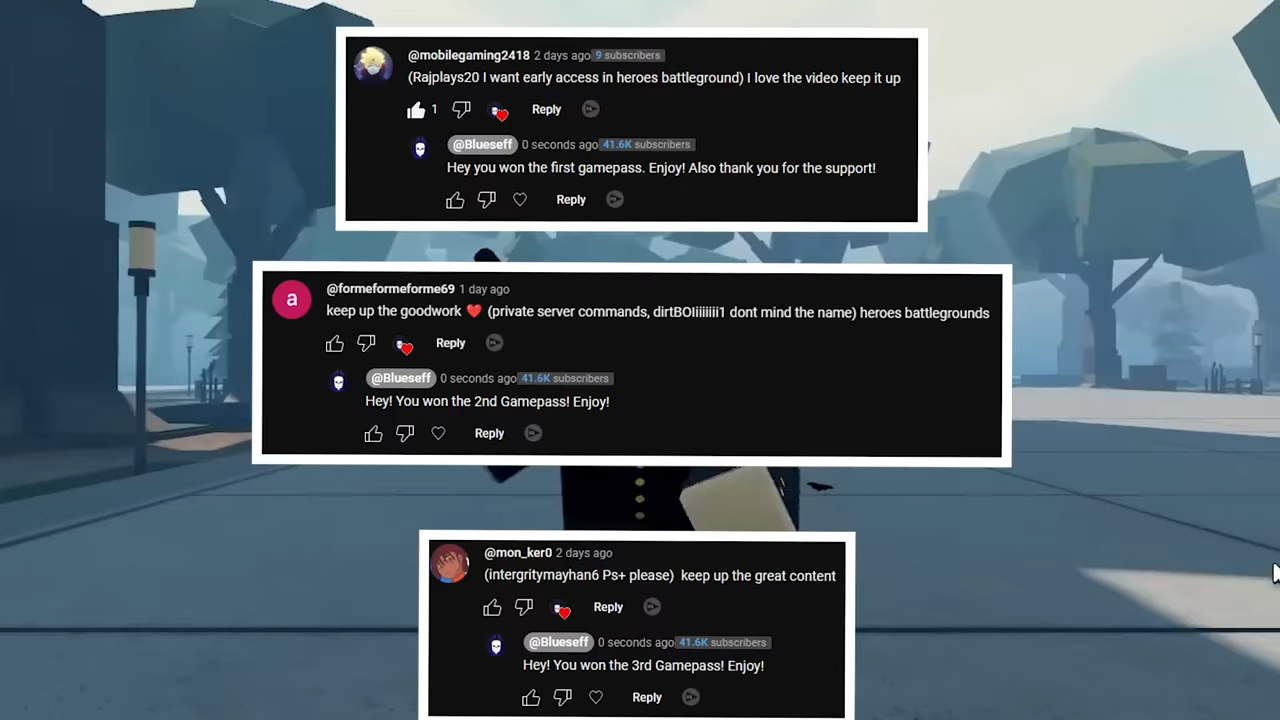 @mobilegaming2418 2 days ago 9 subscribers
(Rajplays20 I want early access in heroes battleground) I love the video keep it up
1 Reply
@Blueseff 0 seconds ago 41.6K subscribers
Hey you won the first gamepass. Enjoy! Also thank you for the support!
Reply
a
@formeformeforme69 1 day ago
keep up the goodwork ❤️ (private server commands, dirtBOIiiiiiii1 dont mind the name) heroes battlegrounds
Reply
@Blueseff 0 seconds ago 41.6K subscribers
Hey! You won the 2nd Gamepass! Enjoy!
Reply
@mon_ker0 2 days ago
(intergritymayhan6 Ps+ please) keep up the great content
Reply
@Blueseff 0 seconds ago 41.6K subscribers
Hey! You won the 3rd Gamepass! Enjoy!
Reply